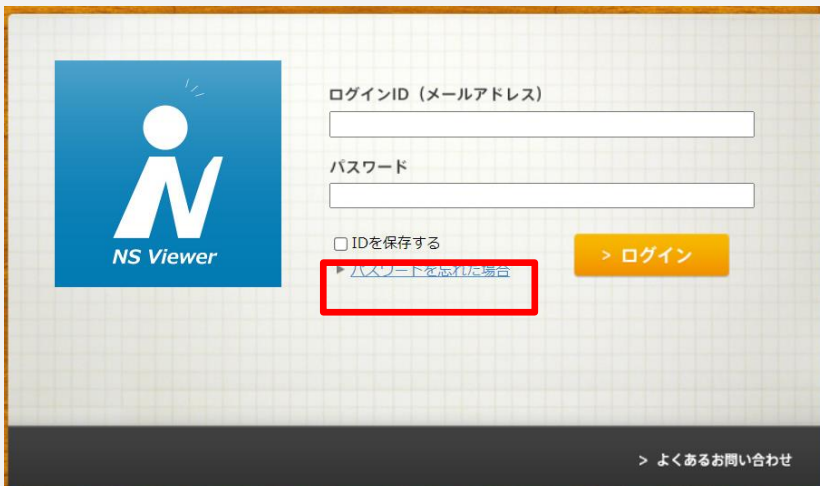 ログインID（メールアドレス）
パスワード
IDを保存する
パスワードを忘れた場合
> ログイン
NS Viewer
> よくあるお問い合わせ